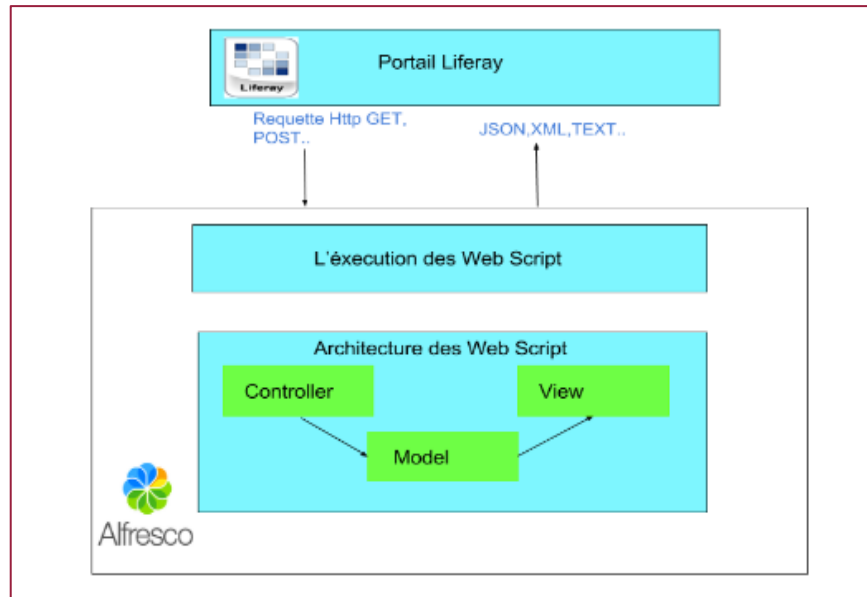 Portail Liferay
Liferay
Requette Http GET,
POST..
JSON,XML,TEXT..
L'éxecution des Web Script
Architecture des Web Script
Controller
View
Model
Alfresco